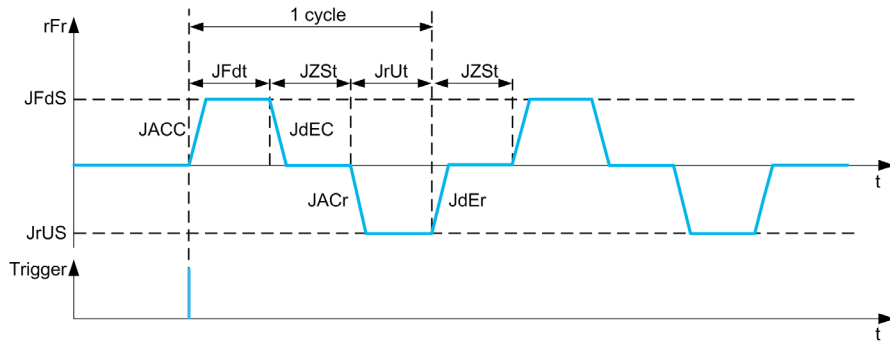 rFr
1 cycle
JFdt
JZSt
JrUt
JZSt
JFdS
JACC
JdEC
t
JACr
JdEr
JrUS
Trigger
t